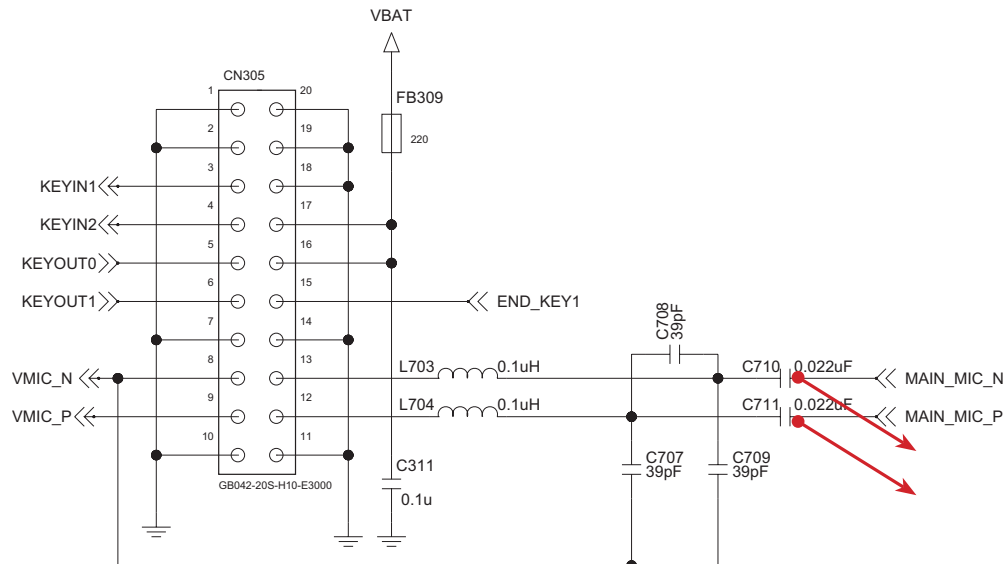 VBAT
CN305
FB309
220
1
20
2
19
3
18
KEYIN1
4
17
KEYIN2
5
16
KEYOUT0
6
15
KEYOUT1
END_KEY1
7
14
C708
39pF
8
13
L703
0.1uH
C710
0.022uF
VMIC_N
MAIN_MIC_N
9
12
L704
0.1uH
C711
0.022uF
VMIC_P
MAIN_MIC_P
10
11
C311
0.1u
C707
39pF
C709
39pF
GB042-20S-H10-E3000